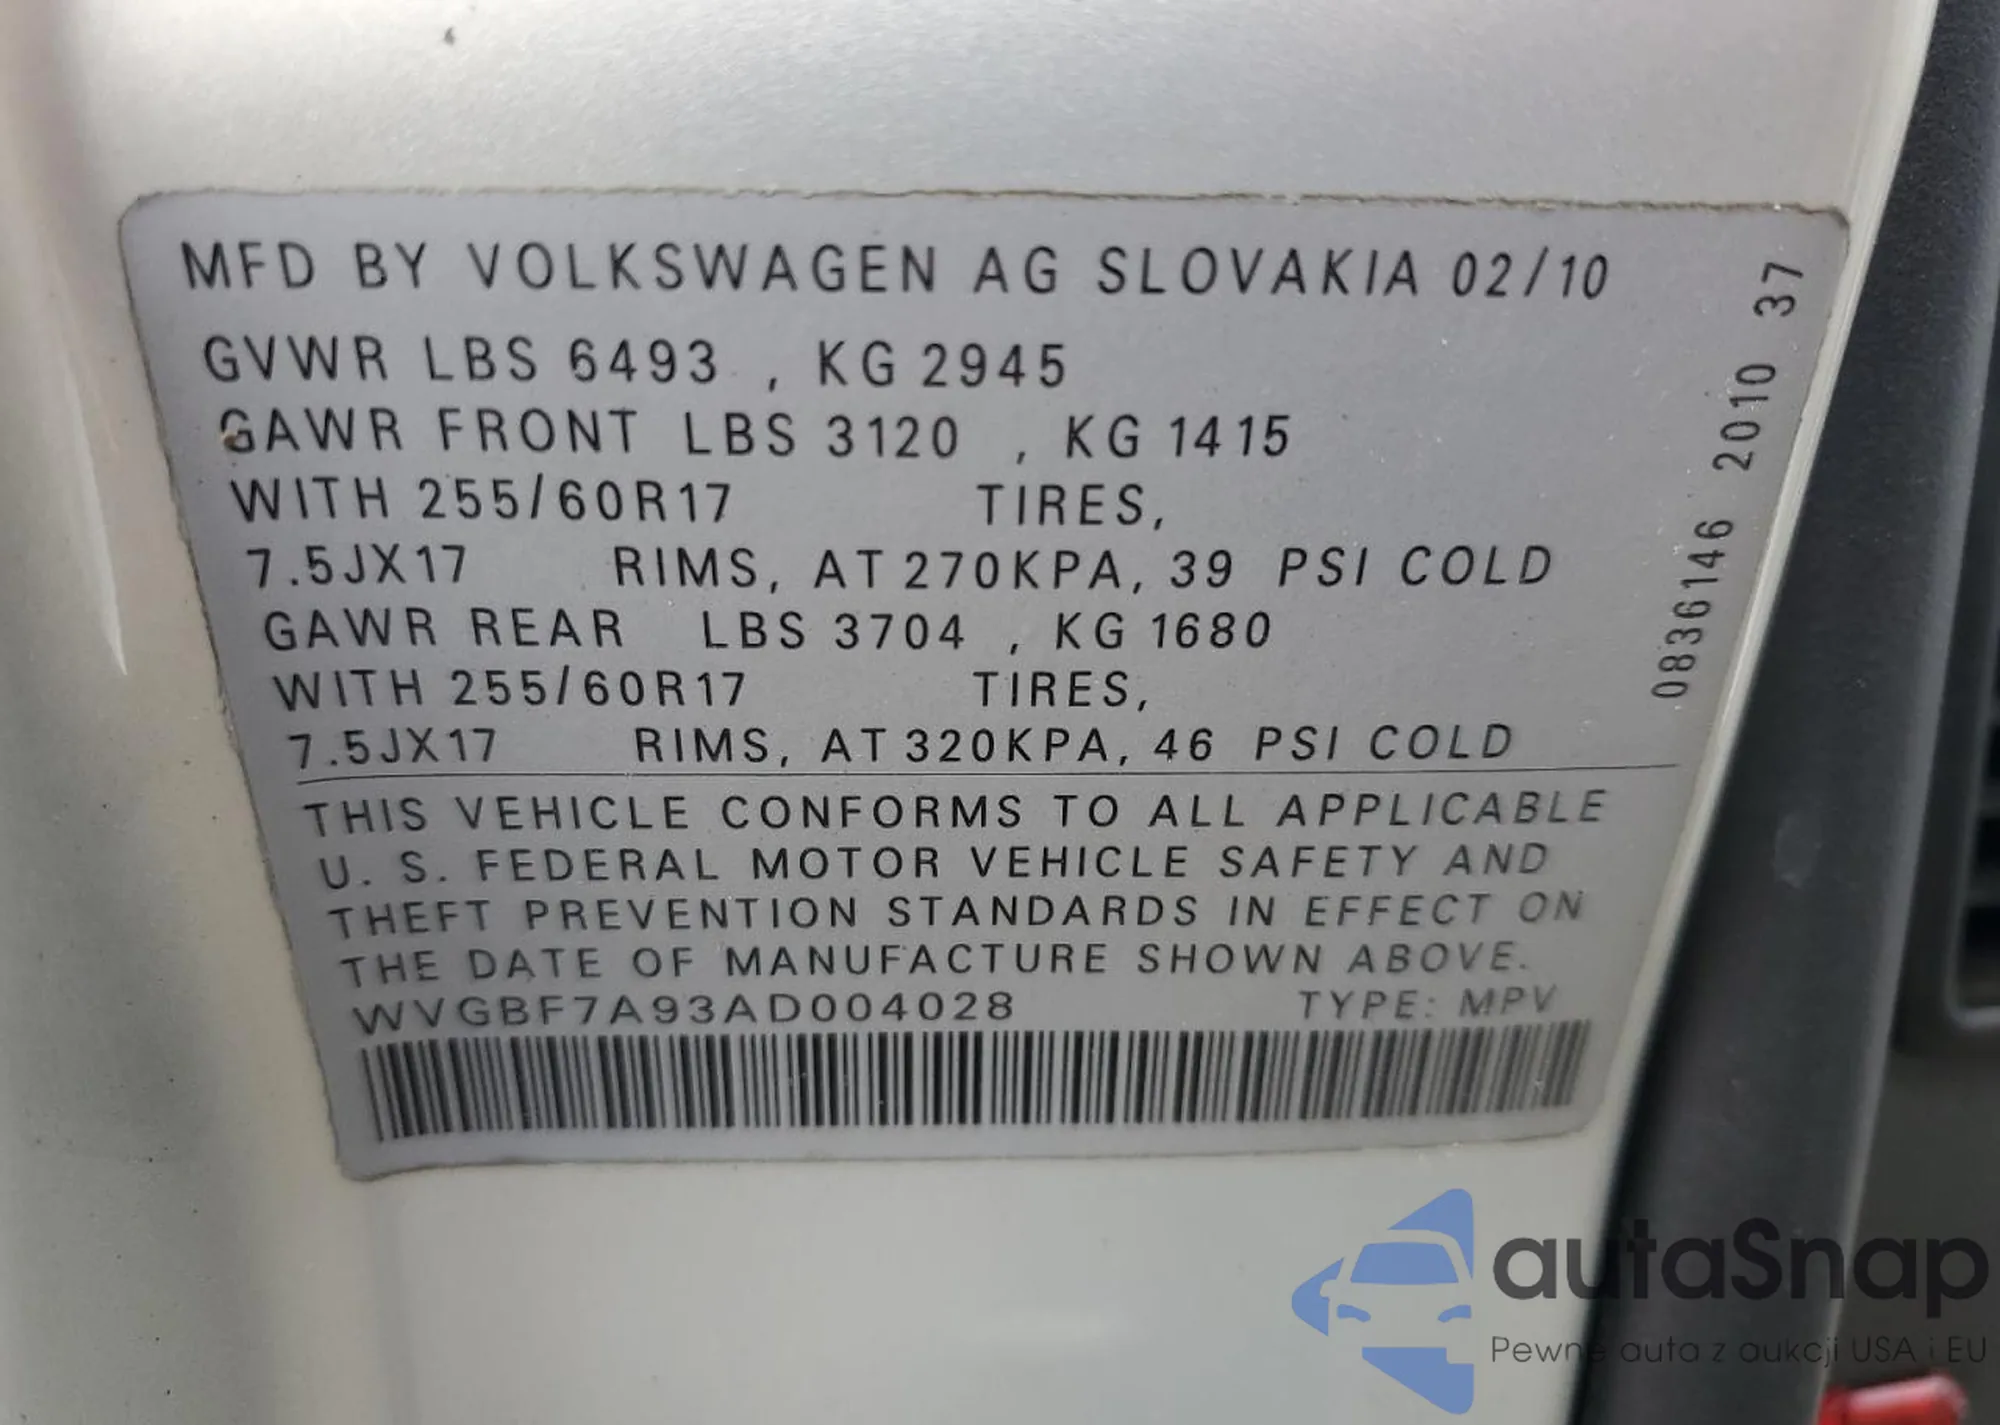 MFD BY VOLKSWAGEN AG SLOVAKIA 02/10
GVWR LBS 6493 , KG 2945
GAWR FRONT LBS 3120 , KG 1415
WITH 255/60R17 TIRES,
7.5JX17 RIMS, AT 270KPA, 39 PSI COLD
GAWR REAR LBS 3704 , KG 1680
WITH 255/60R17 TIRES,
7.5JX17 RIMS, AT 320KPA, 46 PSI COLD
THIS VEHICLE CONFORMS TO ALL APPLICABLE
U. S. FEDERAL MOTOR VEHICLE SAFETY AND
THEFT PREVENTION STANDARDS IN EFFECT ON
THE DATE OF MANUFACTURE SHOWN ABOVE.
WVGBF7A93AD004028 TYPE: MPV
0836146 2010 37
autaSnap
Pewne auta z aukcji USA i EU